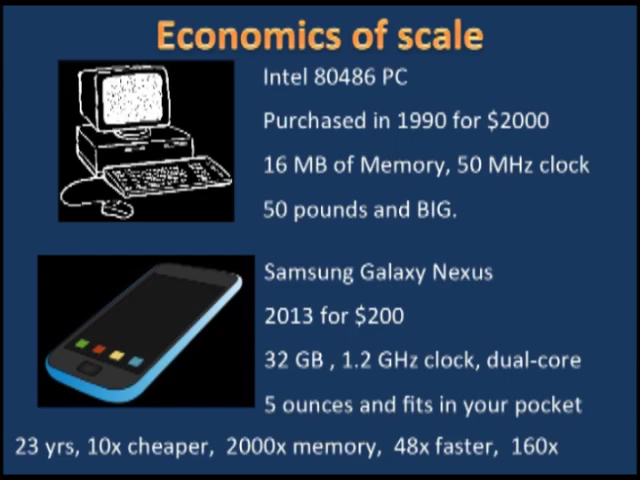 Economics of scale
Intel 80486 PC
Purchased in 1990 for $2000
16 MB of Memory, 50 MHz clock
50 pounds and BIG.
Samsung Galaxy Nexus
2013 for $200
32 GB , 1.2 GHz clock, dual-core
5 ounces and fits in your pocket
23 yrs, 10x cheaper, 2000x memory, 48x faster, 160x